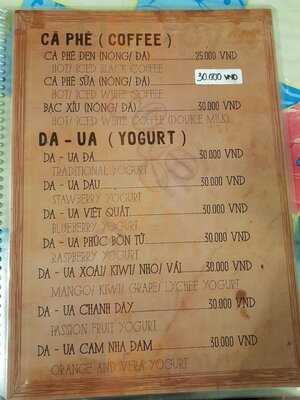 CÀ PHÊ ( COFFEE )
CÀ PHÊ ĐEN (NÓNG/ ĐÁ) 25.000 VND
HOT/ ICED BLACK COFFEE
CÀ PHÊ SỮA (NÓNG/ ĐÁ) 30.000 VND
HOT/ ICED WHITE COFFEE
BẠC XỈU (NÓNG/ ĐÁ) 30.000 VND
HOT/ ICED WHITE COFFEE (DOUBLE MILK)
DA - UA ( YOGURT )
DA - UA ĐÁ 30.000 VND
TRADITIONAL YOGURT
DA - UA DÂU 30.000 VND
STAWBERRY YOGURT
DA - UA VIỆT QUẤT 30.000 VND
BLUEBERRY YOGURT
DA - UA PHÚC BỒN TỬ 30.000 VND
RASPBERRY YOGURT
DA - UA XOÀI/ KIWI/ NHO/ VẢI 30.000 VND
MANGO/ KIWI/ GRAPE/ LYCHEE YOGURT
DA - UA CHANH DÂY 30.000 VND
PASSION FRUIT YOGURT
DA - UA CAM NHA ĐAM 30.000 VND
ORANGE AND VERA YOGURT